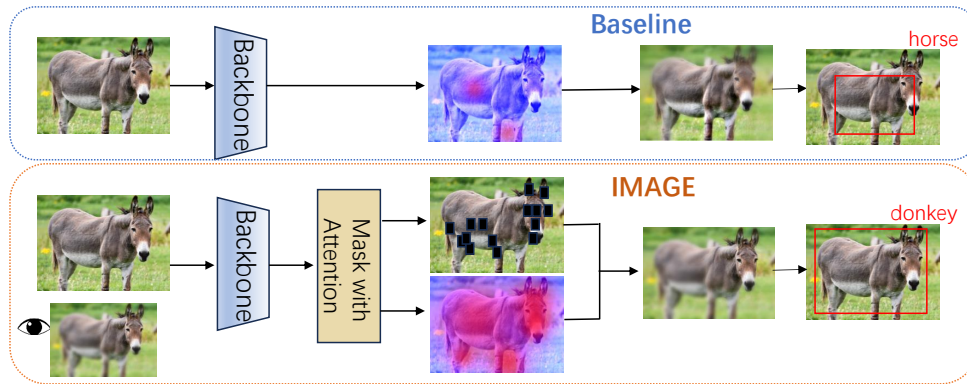 Baseline
horse
Backbone
IMAGE
donkey
Backbone
Mask with
Attention